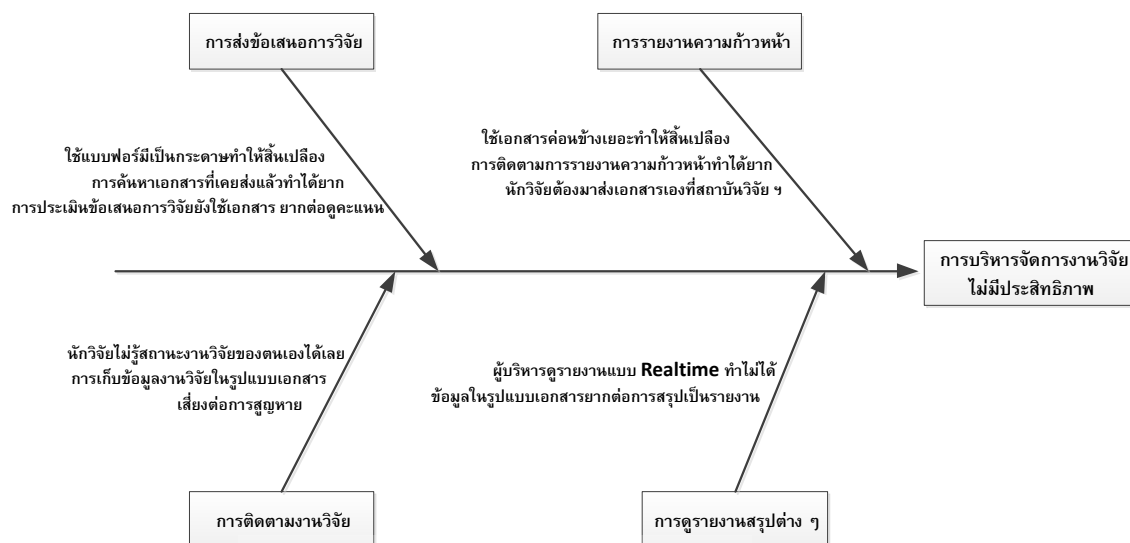 การส่งข้อเสนอการวิจัย
การรายงานความก้าวหน้า
ใช้แบบฟอร์มีเป็นกระดาษทำให้สิ้นเปลือง
การค้นหาเอกสารที่เคยส่งแล้วทำได้ยาก
การประเมินข้อเสนอการวิจัยยังใช้เอกสาร ยากต่อดูคะแนน
ใช้เอกสารค่อนข้างเยอะทำให้สิ้นเปลือง
การติดตามการรายงานความก้าวหน้าทำได้ยาก
นักวิจัยต้องมาส่งเอกสารเองที่สถาบันวิจัย ฯ
การบริหารจัดการงานวิจัย
ไม่มีประสิทธิภาพ
นักวิจัยไม่รู้สถานะงานวิจัยของตนเองได้เลย
การเก็บข้อมูลงานวิจัยในรูปแบบเอกสาร
เสี่ยงต่อการสูญหาย
ผู้บริหารดูรายงานแบบ Realtime ทำไม่ได้
ข้อมูลในรูปแบบเอกสารยากต่อการสรุปเป็นรายงาน
การติดตามงานวิจัย
การดูรายงานสรุปต่าง ๆ